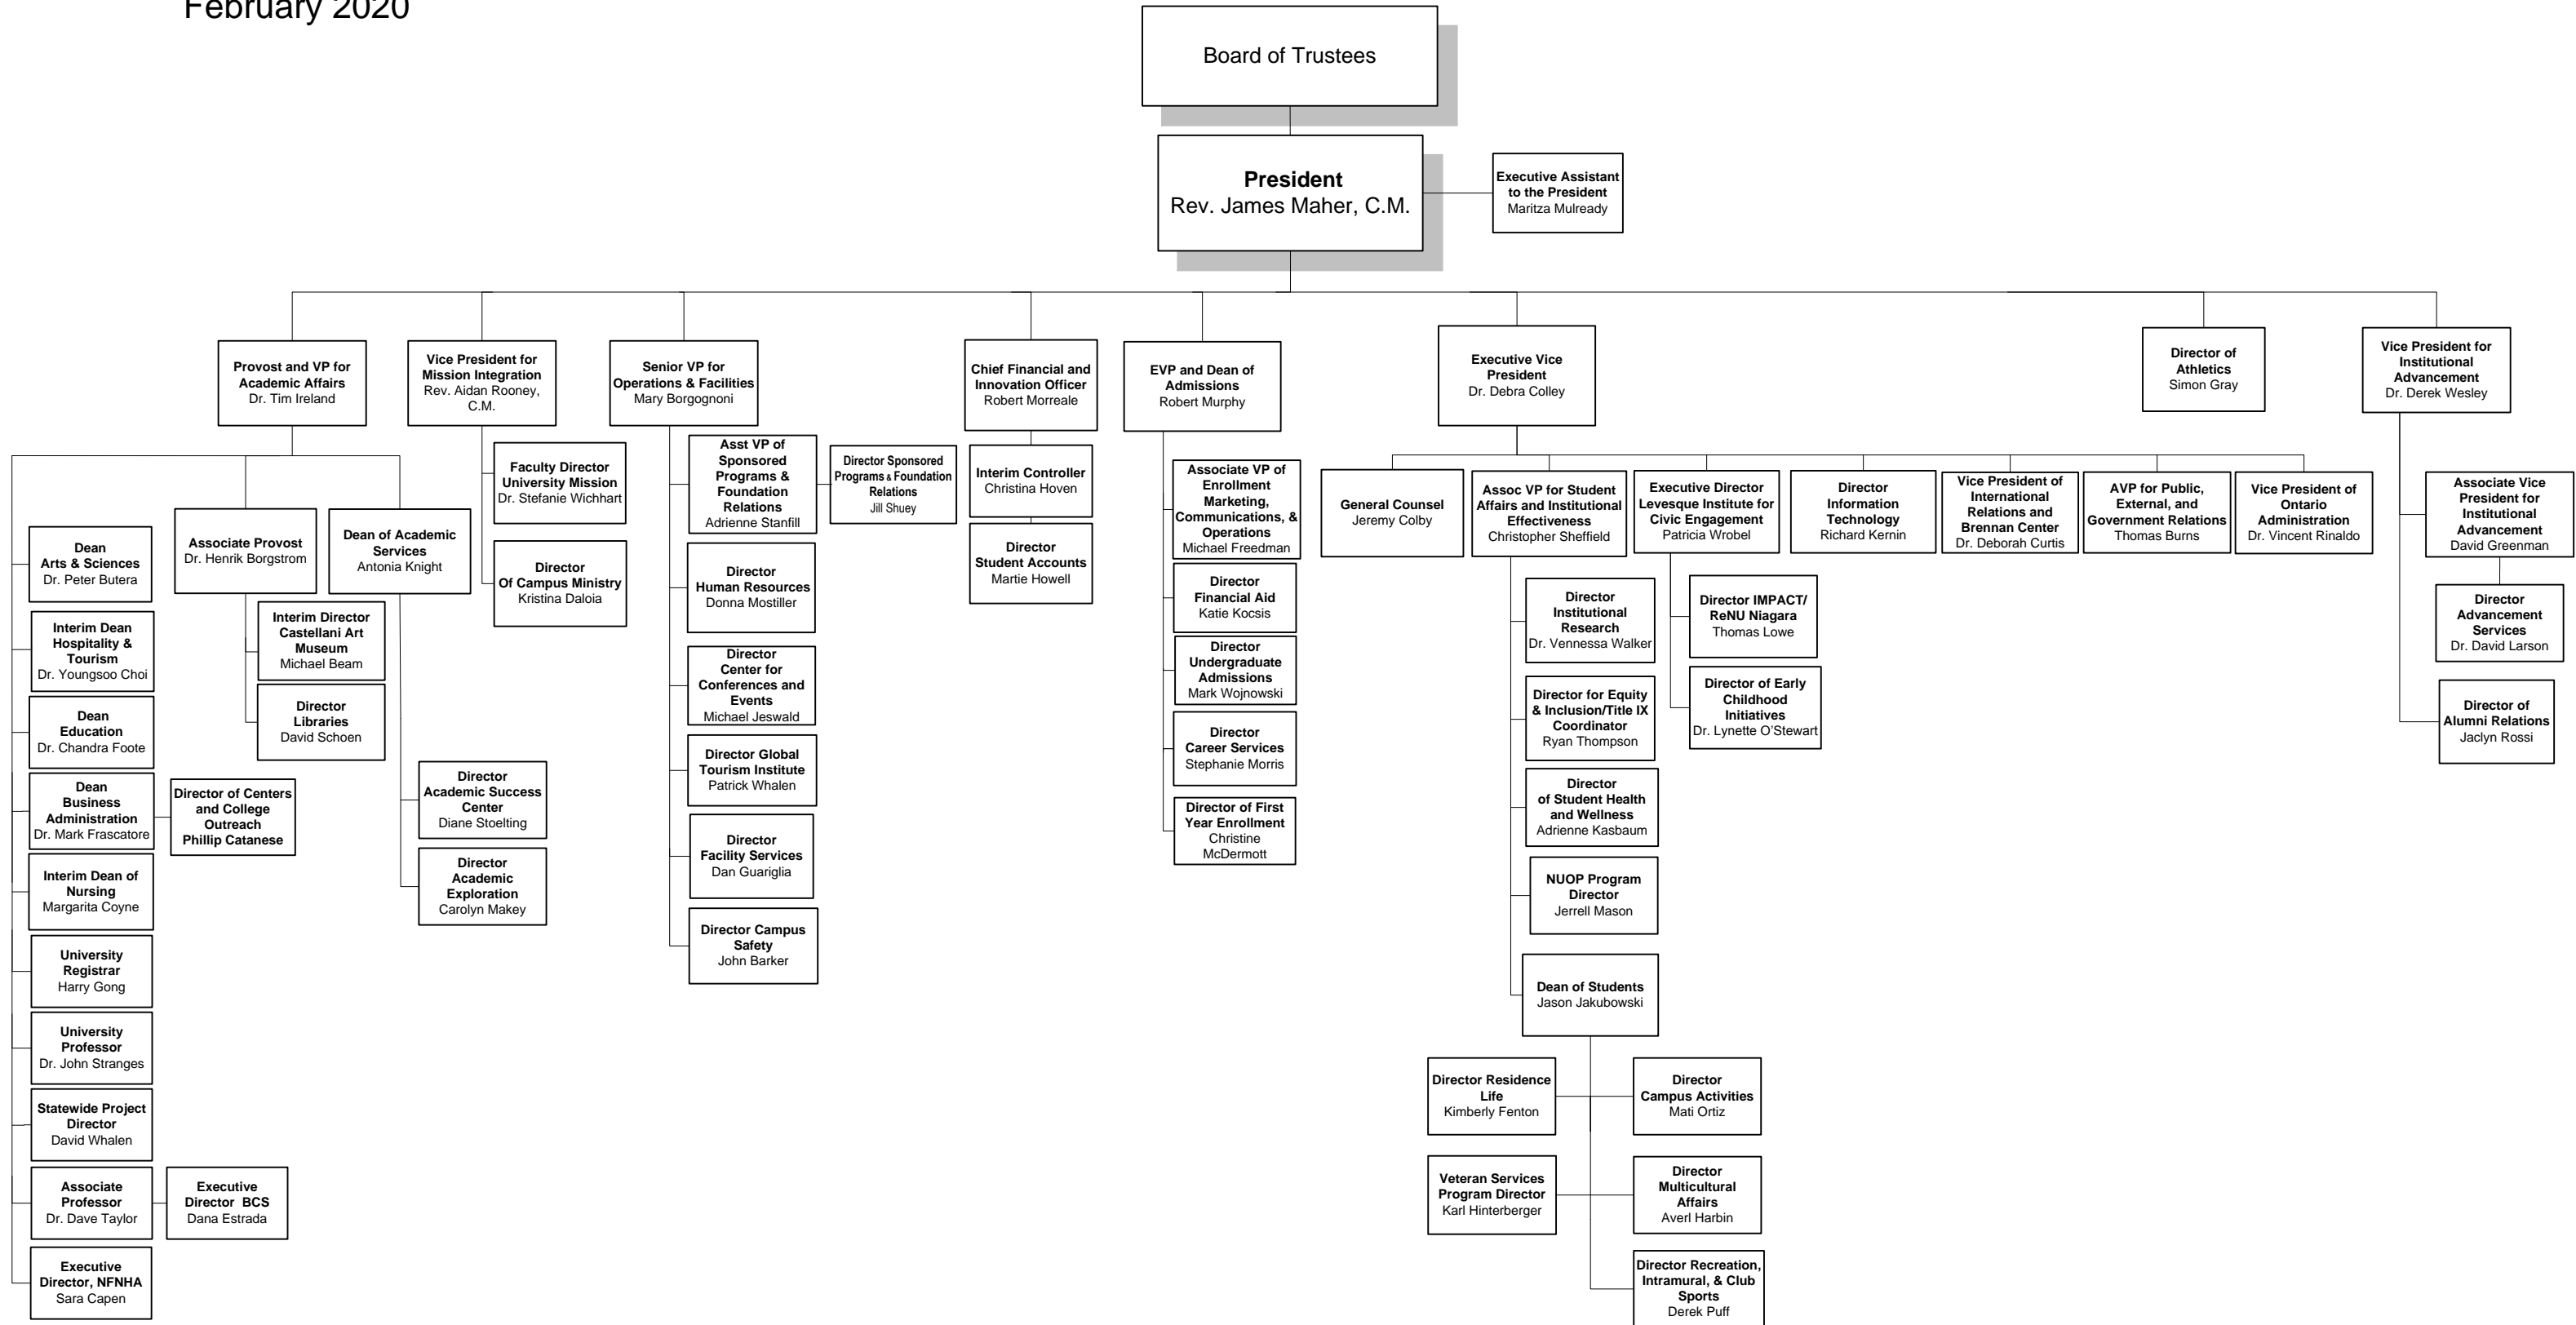 February 2020
Board of Trustees
President
Rev. James Maher, C.M.
Executive Assistant
to the President
Maritza Mulready
Provost and VP for
Academic Affairs
Dr. Tim Ireland
Vice President for
Mission Integration
Rev. Aidan Rooney,
C.M.
Senior VP for
Operations & Facilities
Mary Borgognoni
Chief Financial and
Innovation Officer
Robert Morreale
EVP and Dean of
Admissions
Robert Murphy
Executive Vice
President
Dr. Debra Colley
Director of
Athletics
Simon Gray
Vice President for
Institutional
Advancement
Dr. Derek Wesley
Dean
Arts & Sciences
Dr. Peter Butera
Interim Dean
Hospitality &
Tourism
Dr. Youngsoo Choi
Dean
Education
Dr. Chandra Foote
Dean
Business
Administration
Dr. Mark Frascatore
Director of Centers
and College
Outreach
Phillip Catanese
Interim Dean of
Nursing
Margarita Coyne
University
Registrar
Harry Gong
University
Professor
Dr. John Stranges
Statewide Project
Director
David Whalen
Associate
Professor
Dr. Dave Taylor
Executive
Director  BCS
Dana Estrada
Executive
Director, NFNHA
Sara Capen
Associate Provost
Dr. Henrik Borgstrom
Interim Director
Castellani Art
Museum
Michael Beam
Director
Libraries
David Schoen
Dean of Academic
Services
Antonia Knight
Director
Academic Success
Center
Diane Stoelting
Director
Academic
Exploration
Carolyn Makey
Faculty Director
University Mission
Dr. Stefanie Wichhart
Director
Of Campus Ministry
Kristina Daloia
Asst VP of
Sponsored
Programs &
Foundation
Relations
Adrienne Stanfill
Director Sponsored
Programs & Foundation
Relations
Jill Shuey
Director
Human Resources
Donna Mostiller
Director
Center for
Conferences and
Events
Michael Jeswald
Director Global
Tourism Institute
Patrick Whalen
Director
Facility Services
Dan Guariglia
Director Campus
Safety
John Barker
Interim Controller
Christina Hoven
Director
Student Accounts
Martie Howell
Associate VP of
Enrollment
Marketing,
Communications, &
Operations
Michael Freedman
Director
Financial Aid
Katie Kocsis
Director
Undergraduate
Admissions
Mark Wojnowski
Director
Career Services
Stephanie Morris
Director of First
Year Enrollment
Christine
McDermott
General Counsel
Jeremy Colby
Assoc VP for Student
Affairs and Institutional
Effectiveness
Christopher Sheffield
Executive Director
Levesque Institute for
Civic Engagement
Patricia Wrobel
Director
Information
Technology
Richard Kernin
Vice President of
International
Relations and
Brennan Center
Dr. Deborah Curtis
AVP for Public,
External, and
Government Relations
Thomas Burns
Vice President of
Ontario
Administration
Dr. Vincent Rinaldo
Director
Institutional
Research
Dr. Vennessa Walker
Director for Equity
& Inclusion/Title IX
Coordinator
Ryan Thompson
Director
of Student Health
and Wellness
Adrienne Kasbaum
NUOP Program
Director
Jerrell Mason
Dean of Students
Jason Jakubowski
Director Residence
Life
Kimberly Fenton
Director
Campus Activities
Mati Ortiz
Veteran Services
Program Director
Karl Hinterberger
Director
Multicultural
Affairs
Averl Harbin
Director Recreation,
Intramural, & Club
Sports
Derek Puff
Director IMPACT/
ReNU Niagara
Thomas Lowe
Director of Early
Childhood
Initiatives
Dr. Lynette O’Stewart
Associate Vice
President for
Institutional
Advancement
David Greenman
Director
Advancement
Services
Dr. David Larson
Director of
Alumni Relations
Jaclyn Rossi